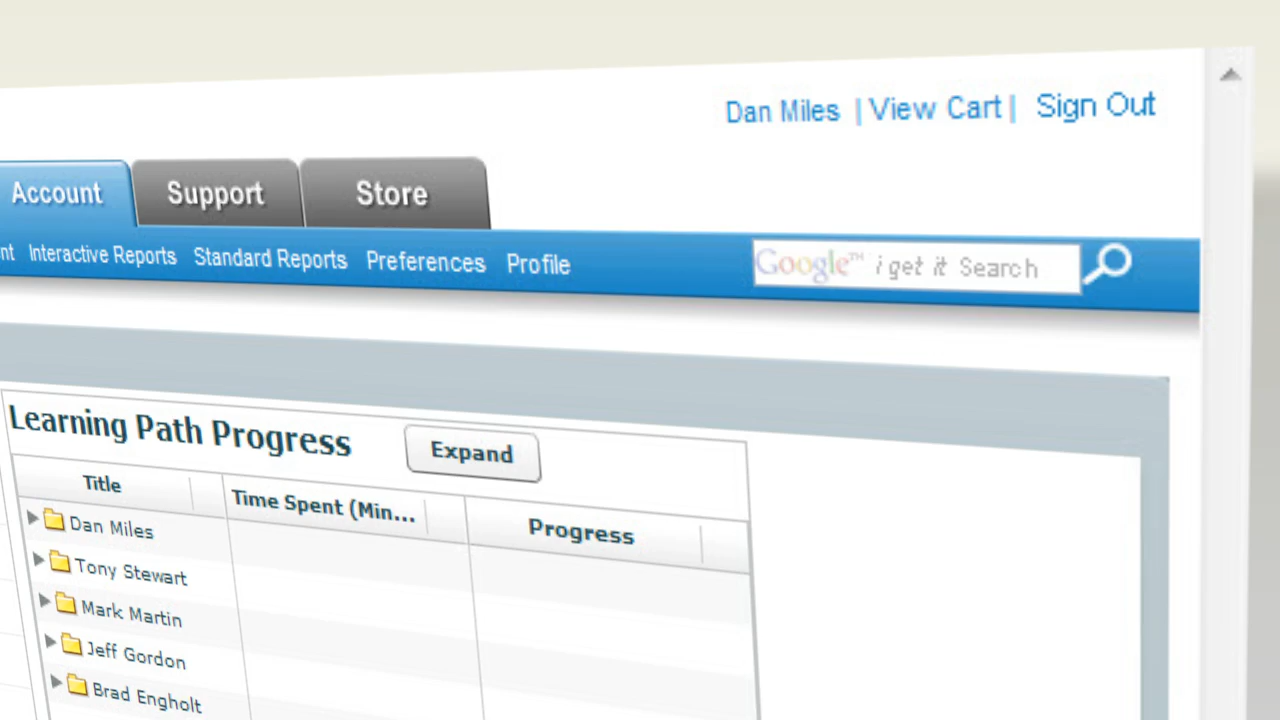 Dan Miles | View Cart | Sign Out
Account Support Store
nt Interactive Reports Standard Reports Preferences Profile
Google™ i get it Search
Learning Path Progress Expand
Title Time Spent (Min... Progress
Dan Miles
Tony Stewart
Mark Martin
Jeff Gordon
Brad Engholt